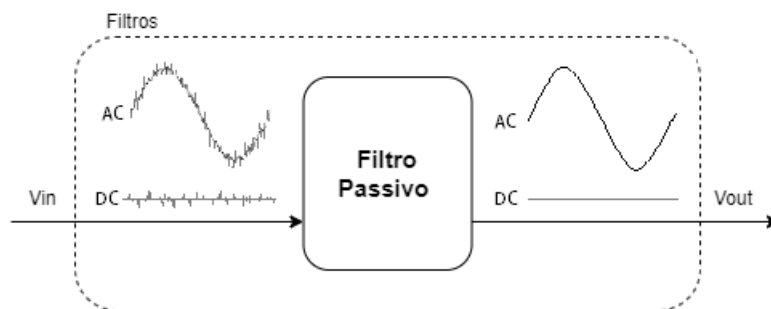 Filtros
AC
AC
Filtro
Passivo
Vin
DC
DC
Vout